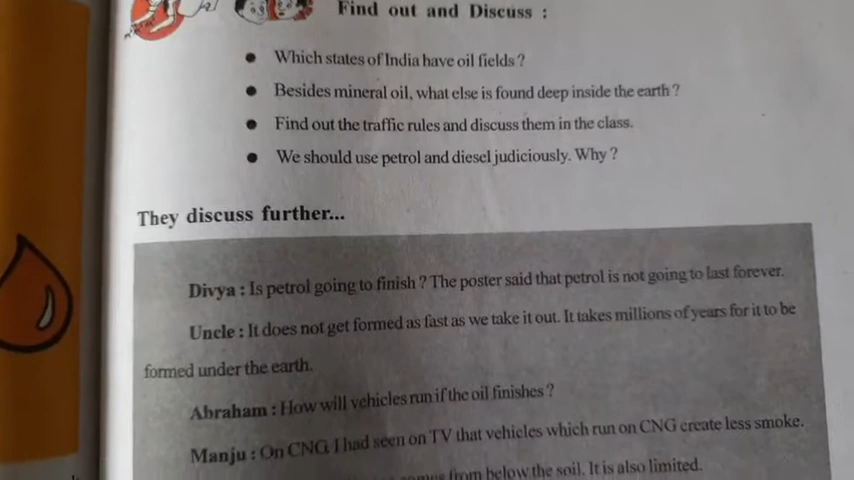 Find out and Discuss :
● Which states of India have oil fields ?
● Besides mineral oil, what else is found deep inside the earth ?
● Find out the traffic rules and discuss them in the class.
● We should use petrol and diesel judiciously. Why ?
They discuss further...
Divya : Is petrol going to finish ? The poster said that petrol is not going to last forever.
Uncle : It does not get formed as fast as we take it out. It takes millions of years for it to be
formed under the earth.
Abraham : How will vehicles run if the oil finishes ?
Manju : On CNG. I had seen on TV that vehicles which run on CNG create less smoke.
from below the soil. It is also limited.